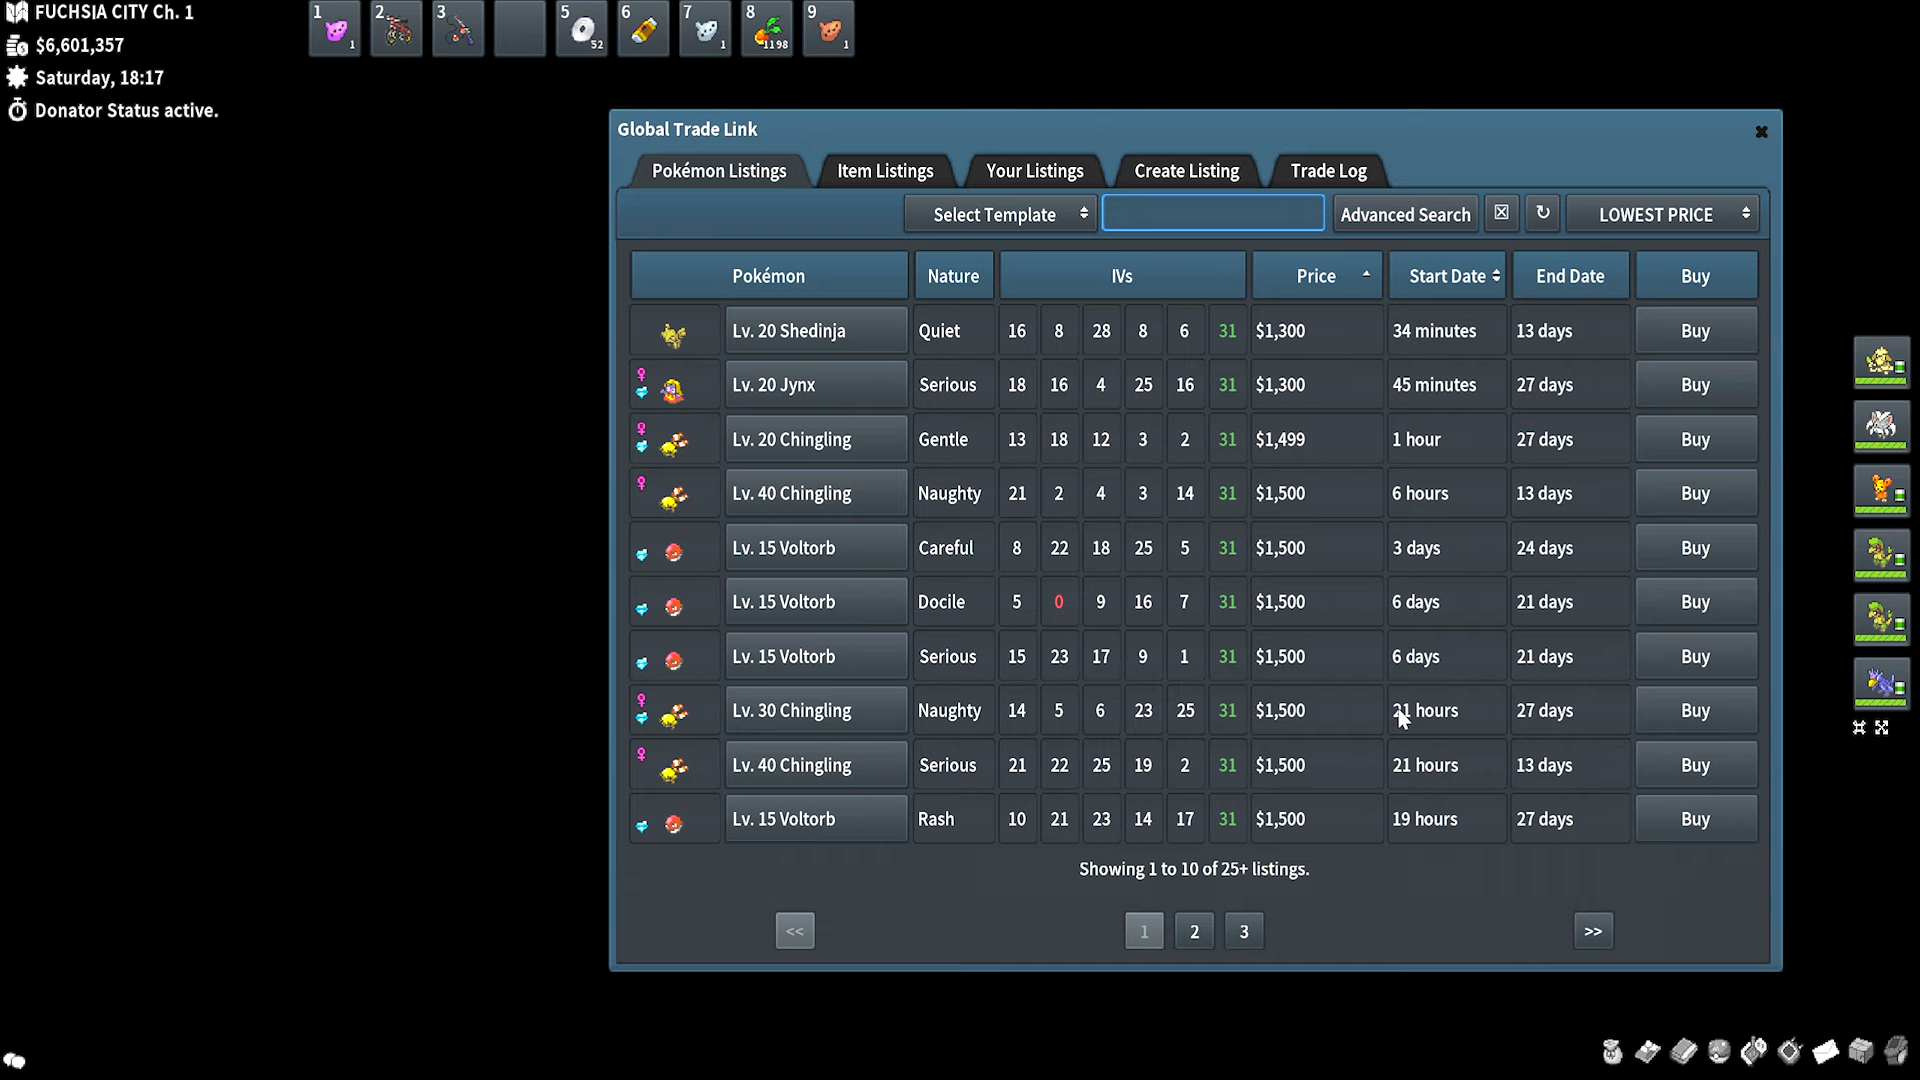 FUCHSIA CITY Ch. 1
$6,601,357
Saturday, 18:17
Donator Status active.
1 1
2
3
5 52
6
7 1
8 1198
9 1
Global Trade Link
Pokémon Listings Item Listings Your Listings Create Listing Trade Log
Select Template Advanced Search LOWEST PRICE
Pokémon Nature IVs Price Start Date End Date Buy
Lv. 20 Shedinja Quiet 16 8 28 8 6 31 $1,300 34 minutes 13 days Buy
Lv. 20 Jynx Serious 18 16 4 25 16 31 $1,300 45 minutes 27 days Buy
Lv. 20 Chingling Gentle 13 18 12 3 2 31 $1,499 1 hour 27 days Buy
Lv. 40 Chingling Naughty 21 2 4 3 14 31 $1,500 6 hours 13 days Buy
Lv. 15 Voltorb Careful 8 22 18 25 5 31 $1,500 3 days 24 days Buy
Lv. 15 Voltorb Docile 5 0 9 16 7 31 $1,500 6 days 21 days Buy
Lv. 15 Voltorb Serious 15 23 17 9 1 31 $1,500 6 days 21 days Buy
Lv. 30 Chingling Naughty 14 5 6 23 25 31 $1,500 21 hours 27 days Buy
Lv. 40 Chingling Serious 21 22 25 19 2 31 $1,500 21 hours 13 days Buy
Lv. 15 Voltorb Rash 10 21 23 14 17 31 $1,500 19 hours 27 days Buy
Showing 1 to 10 of 25+ listings.
<< 1 2 3 >>